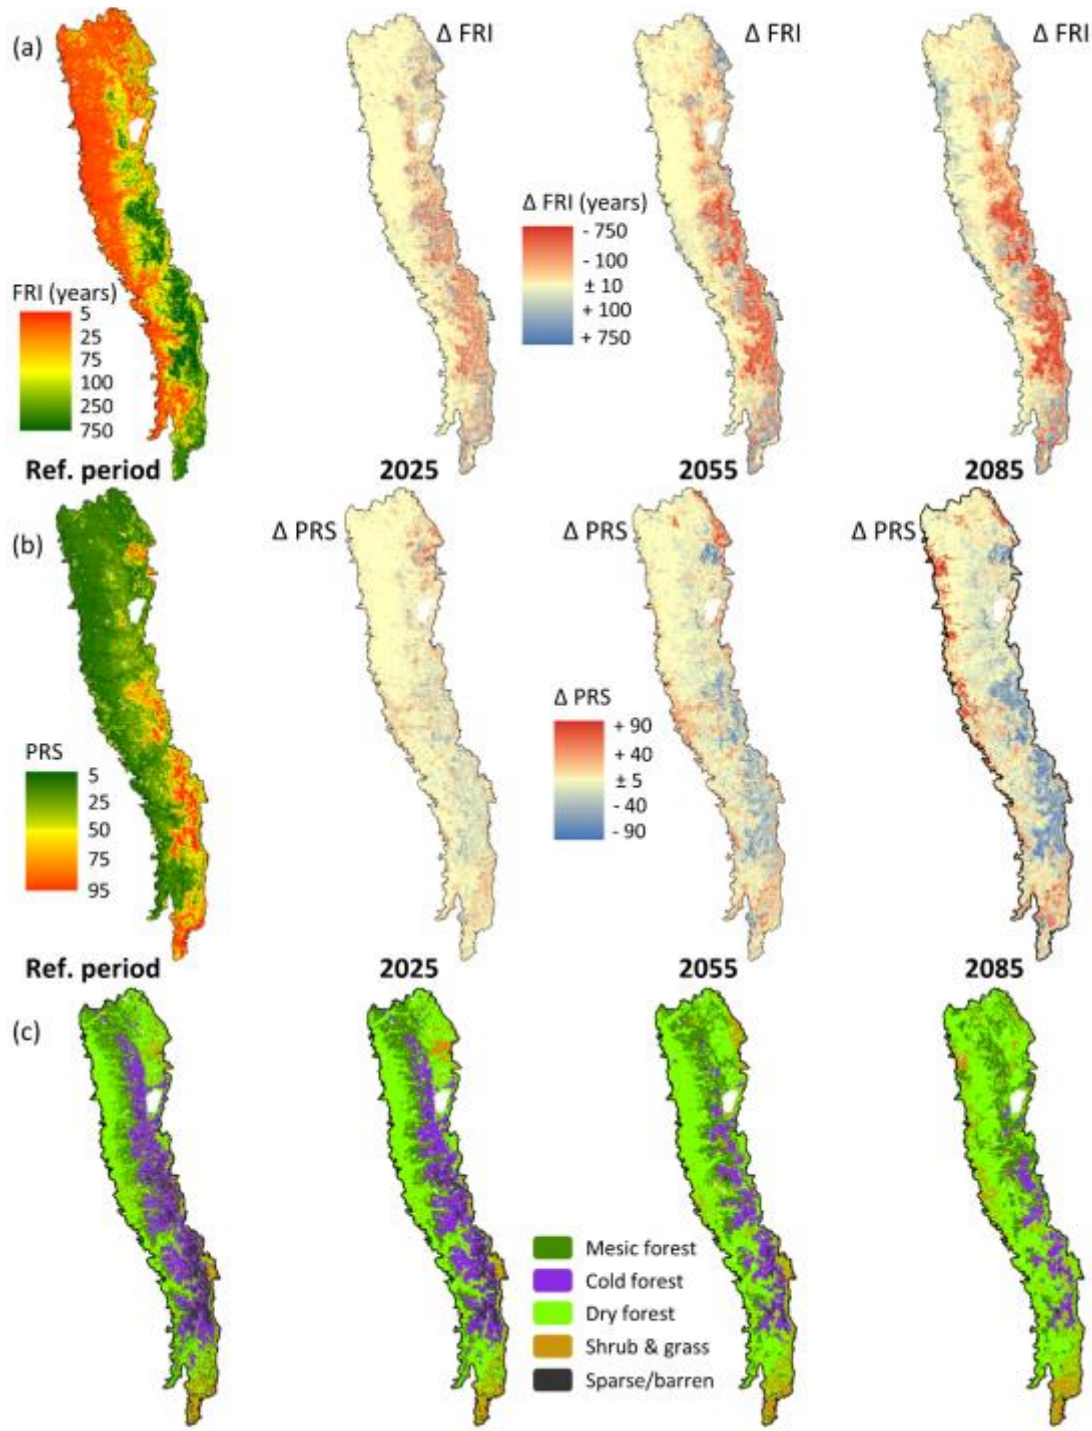 (a)
Δ FRI
Δ FRI
Δ FRI
Δ FRI (years)
- 750
- 100
± 10
+ 100
+ 750
FRI (years)
5
25
75
100
250
750
Ref. period
2025
2055
2085
(b)
Δ PRS
Δ PRS
Δ PRS
Δ PRS
+ 90
+ 40
± 5
- 40
- 90
PRS
5
25
50
75
95
Ref. period
2025
2055
2085
(c)
Mesic forest
Cold forest
Dry forest
Shrub & grass
Sparse/barren